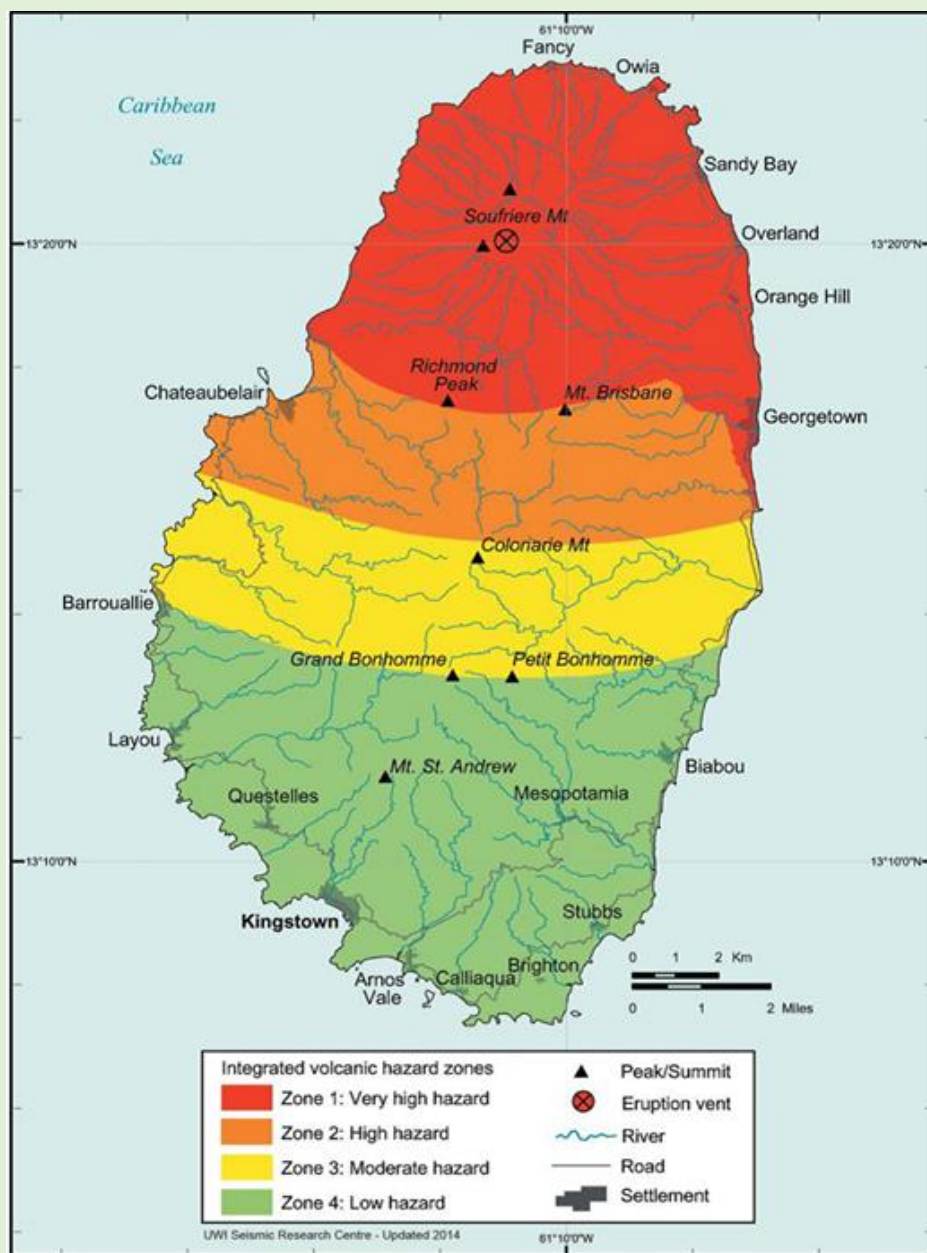 61°10'0"W
Fancy
Owia
Caribbean
Sea
Sandy Bay
Soufriere Mt
13°20'0"N
13°20'0"N
Overland
Orange Hill
Richmond
Peak
Mt. Brisbane
Chateaubelair
Georgetown
Colonarie Mt
Barrouallie
Grand Bonhomme
Petit Bonhomme
Layou
Mt. St. Andrew
Biabou
Questelles
Mesopotamia
13°10'0"N
13°10'0"N
Kingstown
Stubbs
Brighton
Arnos
Vale
Calliaqua
0 1 2 Km
0 1 2 Miles
Integrated volcanic hazard zones
Zone 1: Very high hazard
Zone 2: High hazard
Zone 3: Moderate hazard
Zone 4: Low hazard
Peak/Summit
Eruption vent
River
Road
Settlement
UWI Seismic Research Centre - Updated 2014
61°10'0"W